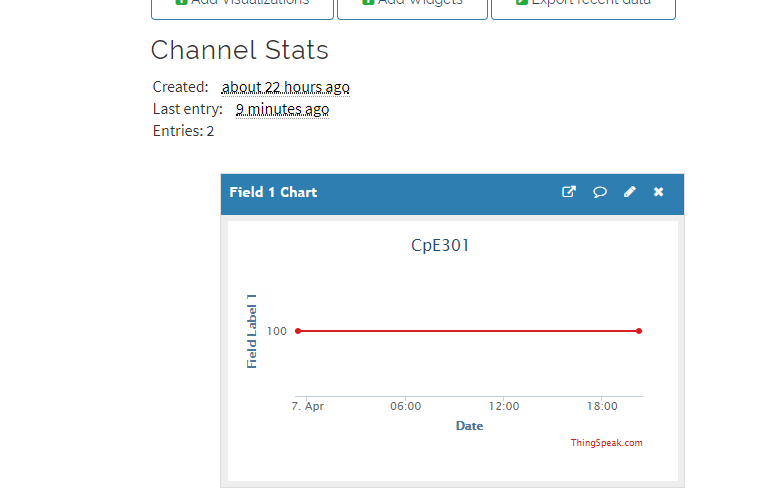 Add Visualizations Add Widgets Export recent data
Channel Stats
Created: about 22 hours ago
Last entry: 9 minutes ago
Entries: 2
Field 1 Chart
CpE301
Field Label 1
100
7. Apr 06:00 12:00 18:00
Date
ThingSpeak.com